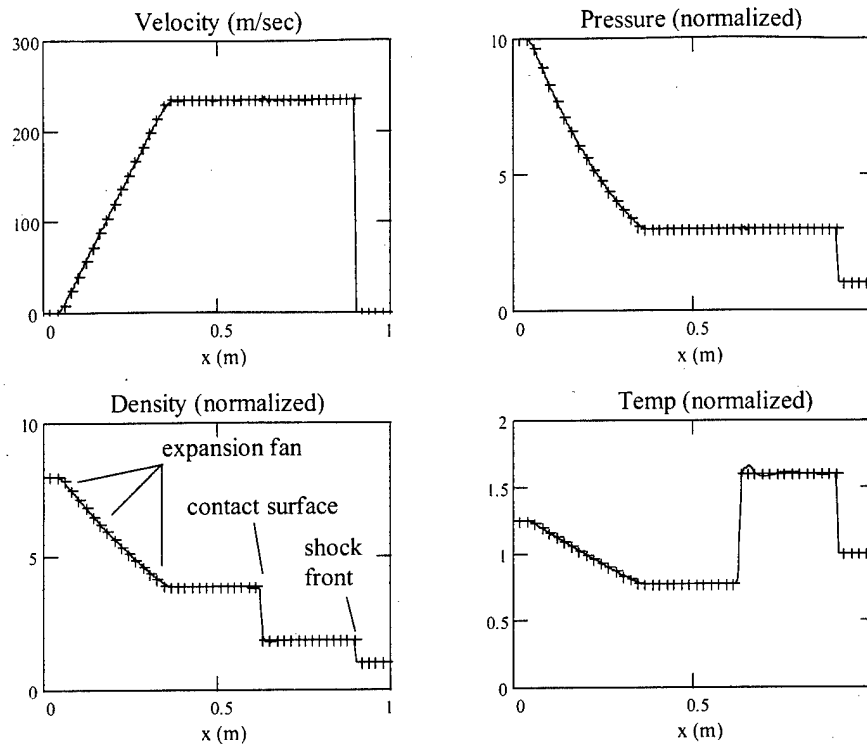 Velocity (m/sec)
300
200
100
0
0
0.5
1
x (m)
Pressure (normalized)
10
5
0
0
0.5
x (m)
Density (normalized)
10
5
0
expansion fan
contact surface
shock
front
0
0.5
1
x (m)
Temp (normalized)
2
1.5
1
0.5
0
0
0.5
x (m)